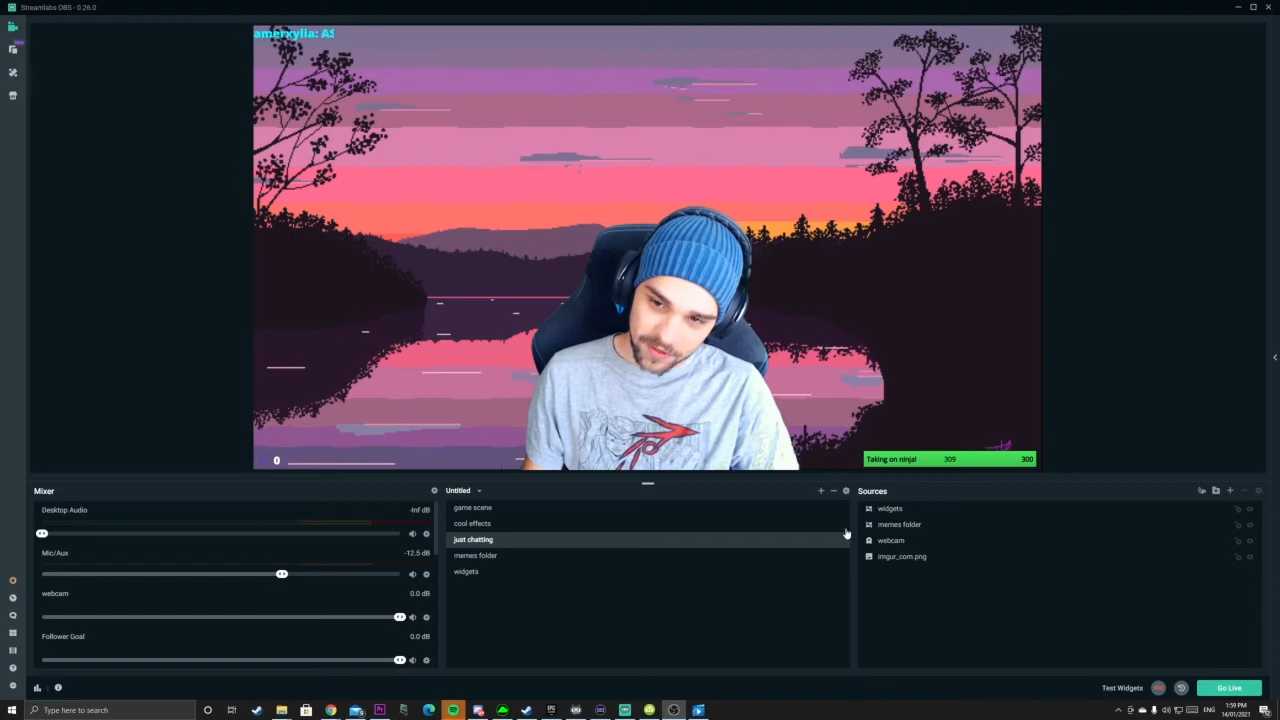 Streamlabs OBS - 0.26.0
New
amerxylia: AS
0
Taking on ninja! 309 300
Mixer
Desktop Audio -Inf dB
Mic/Aux -12.5 dB
webcam 0.0 dB
Follower Goal 0.0 dB
Untitled
game scene
cool effects
just chatting
memes folder
widgets
Sources
widgets
memes folder
webcam
imgur_com.png
Test Widgets
REC
Go Live
Type here to search
ENG
1:59 PM
14/01/2021